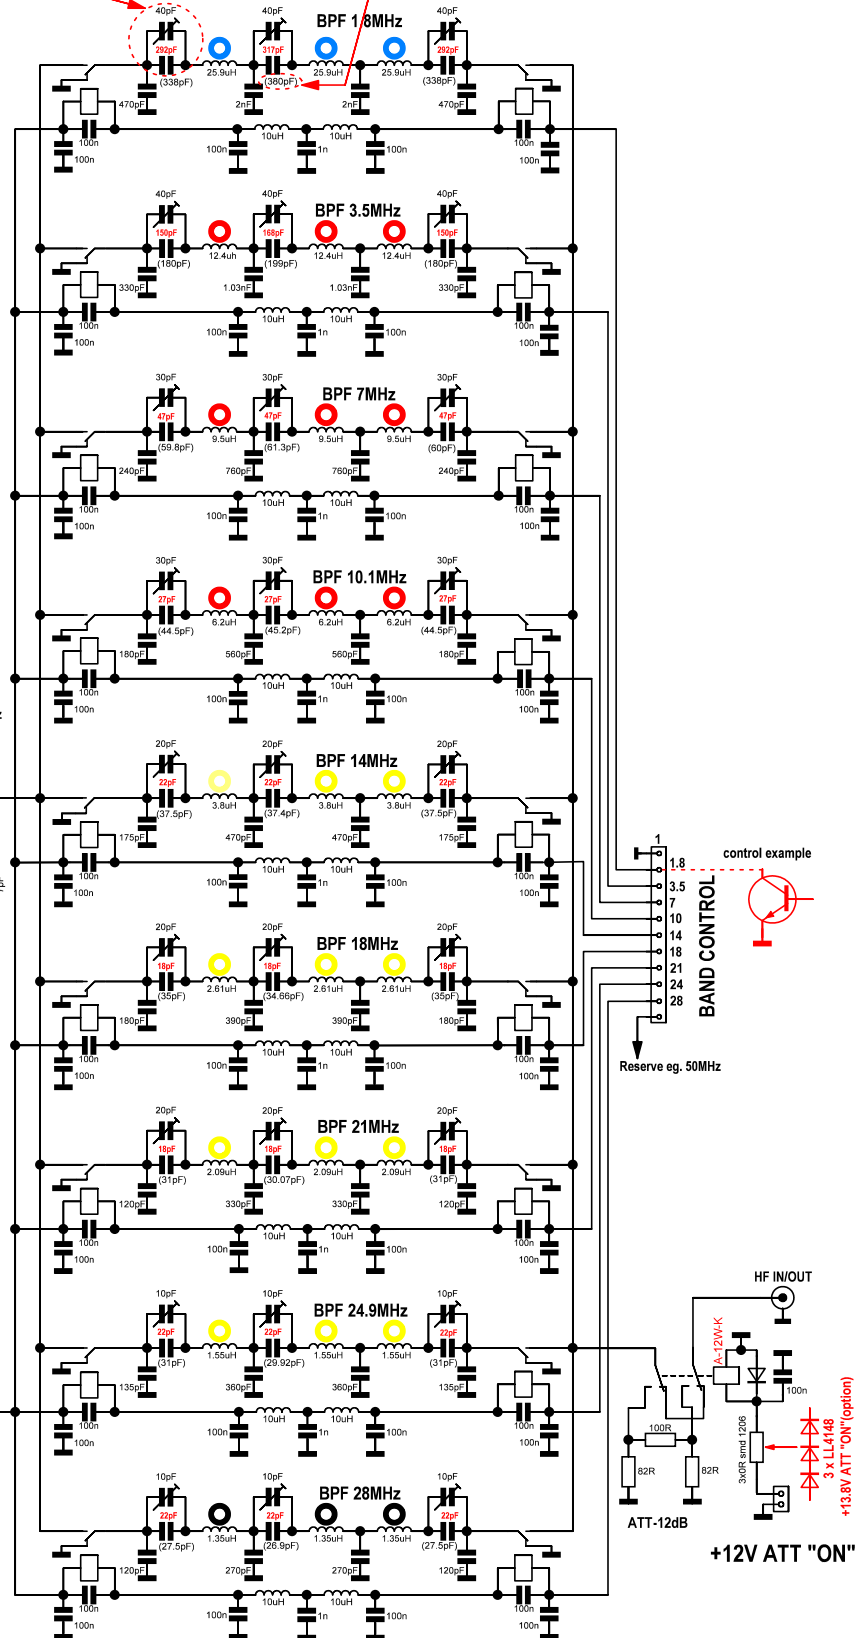 40pF 40pF BPF 1.8MHz 40pF
292pF 317pF 292pF
25.9uH 25.9uH 25.9uH
(338pF) (380pF) (338pF)
470pF 2nF 2nF 470pF
10uH 10uH
100n 100n 1n 100n 100n
100n 100n
40pF 40pF BPF 3.5MHz 40pF
150pF 168pF 150pF
12.4uh 12.4uH 12.4uH
(180pF) (199pF) (180pF)
330pF 1.03nF 1.03nF 330pF
10uH 10uH
100n 100n 1n 100n 100n
100n 100n
30pF 30pF BPF 7MHz 30pF
47pF 47pF 47pF
9.5uH 9.5uH 9.5uH
(59.8pF) (61.3pF) (60pF)
240pF 760pF 760pF 240pF
10uH 10uH
100n 100n 1n 100n 100n
100n 100n
30pF 30pF BPF 10.1MHz 30pF
27pF 27pF 27pF
6.2uH 6.2uH 6.2uH
(44.5pF) (45.2pF) (44.5pF)
180pF 560pF 560pF 180pF
10uH 10uH
100n 100n 1n 100n 100n
100n 100n
20pF 20pF BPF 14MHz 20pF
22pF 22pF 22pF
3.8uH 3.8uH 3.8uH
(37.5pF) (37.4pF) (37.5pF)
175pF 470pF 470pF 175pF
10uH 10uH
100n 100n 1n 100n 100n
100n 100n
20pF 20pF BPF 18MHz 20pF
18pF 18pF 18pF
2.61uH 2.61uH 2.61uH
(35pF) (34.66pF) (35pF)
180pF 390pF 390pF 180pF
10uH 10uH
100n 100n 1n 100n 100n
100n 100n
20pF 20pF BPF 21MHz 20pF
18pF 18pF 18pF
2.09uH 2.09uH 2.09uH
(31pF) (30.07pF) (31pF)
120pF 330pF 330pF 120pF
10uH 10uH
100n 100n 1n 100n 100n
100n 100n
10pF 10pF BPF 24.9MHz 10pF
22pF 22pF 22pF
1.55uH 1.55uH 1.55uH
(31pF) (29.92pF) (31pF)
135pF 360pF 360pF 135pF
10uH 10uH
100n 100n 1n 100n 100n
100n 100n
10pF 10pF BPF 28MHz 10pF
22pF 22pF 22pF
1.35uH 1.35uH 1.35uH
(27.5pF) (26.9pF) (27.5pF)
120pF 270pF 270pF 120pF
10uH 10uH
100n 100n 1n 100n 100n
100n 100n
1
1.8
3.5
7
10
14
18
21
24
28
BAND CONTROL
control example
Reserve eg. 50MHz
HF IN/OUT
A-12W-K
100n
100R
82R 82R
3x0R smd 1206
3 x LL4148
+13.8V ATT "ON"(option)
ATT-12dB
+12V ATT "ON"